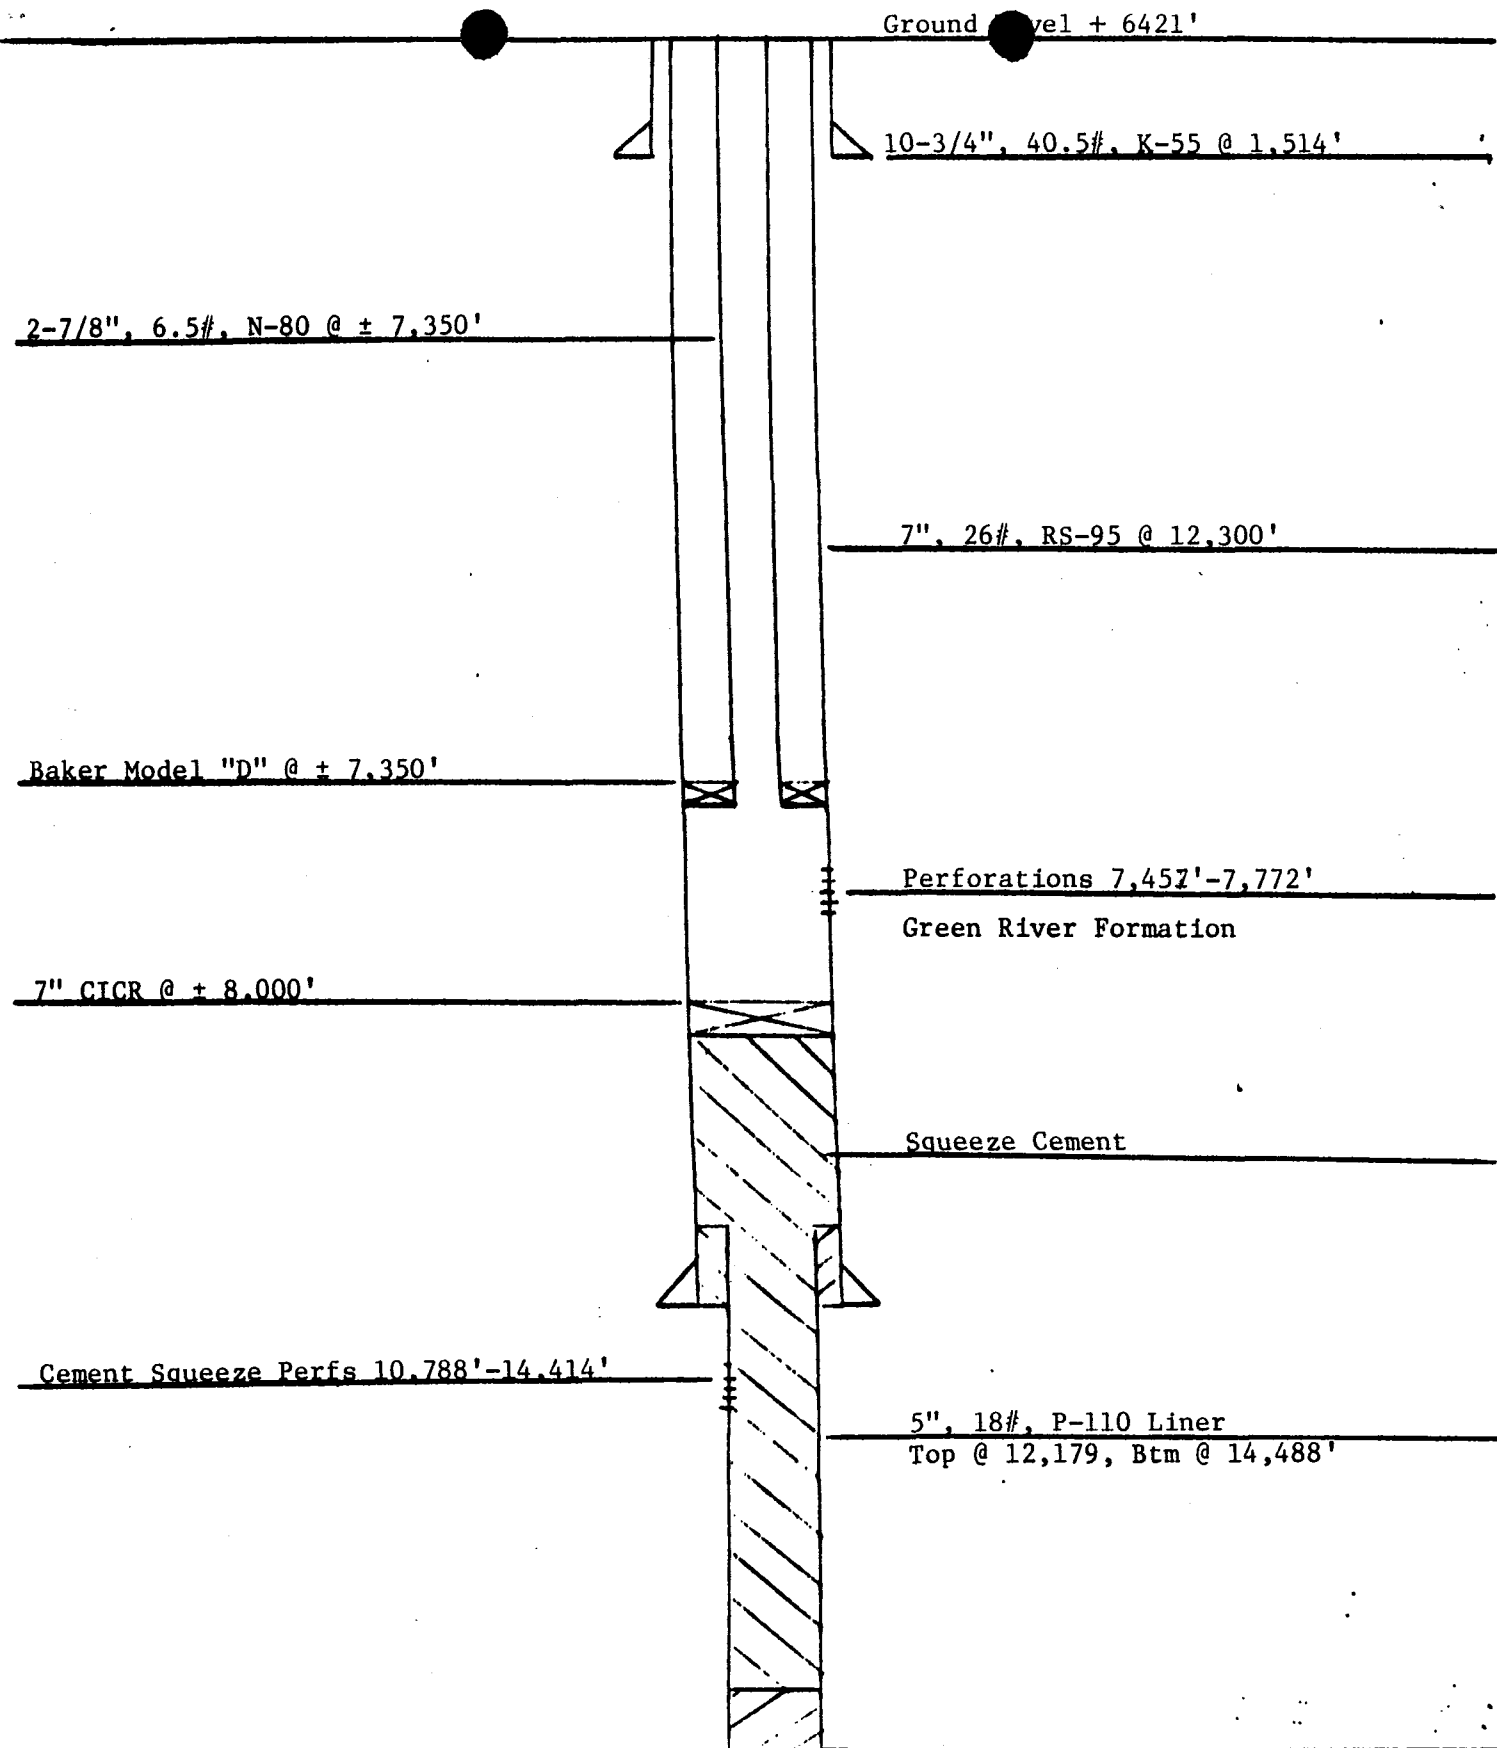 Ground vel + 6421'
10-3/4", 40.5#, K-55 @ 1,514'
2-7/8", 6.5#, N-80 @ ± 7,350'
7", 26#, RS-95 @ 12,300'
Baker Model "D" @ ± 7,350'
Perforations 7,457'-7,772'
Green River Formation
7" CICR @ ± 8,000'
Squeeze Cement
Cement Squeeze Perfs 10,788'-14,414'
5", 18#, P-110 Liner
Top @ 12,179, Btm @ 14,488'